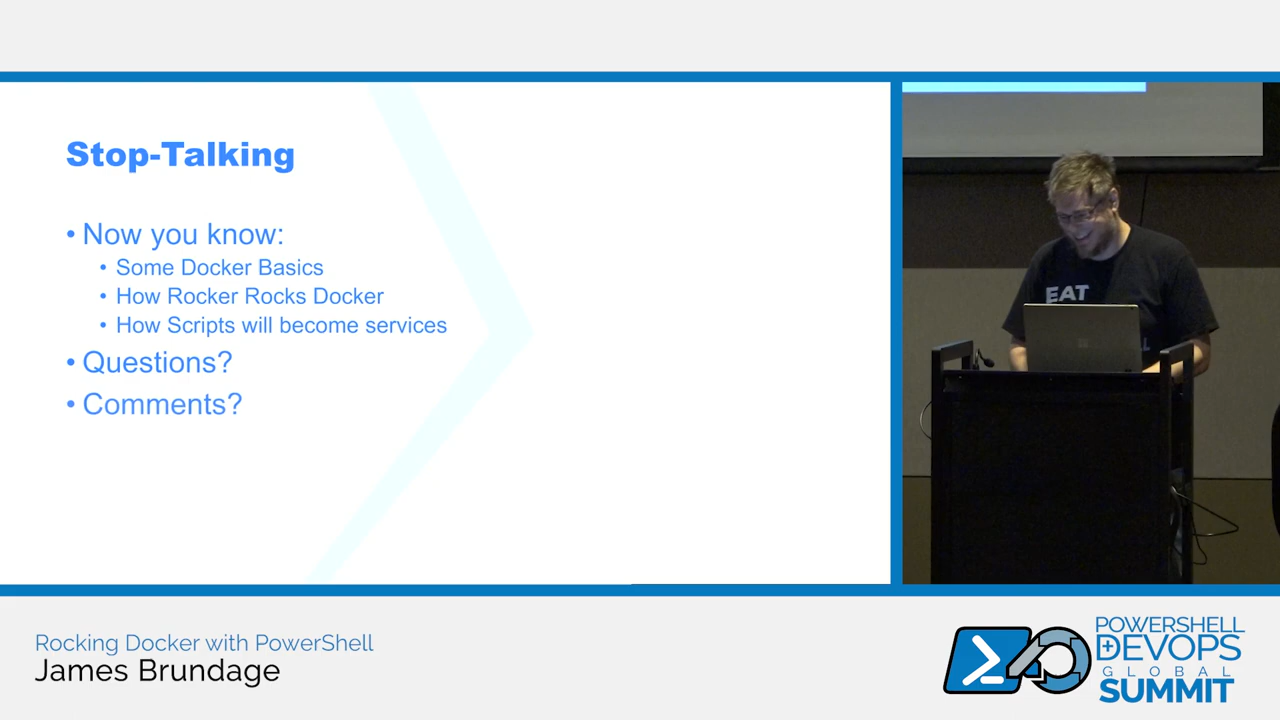 Stop-Talking
• Now you know:
• Some Docker Basics
• How Rocker Rocks Docker
• How Scripts will become services
• Questions?
• Comments?
EAT
Rocking Docker with PowerShell
James Brundage
POWERSHELL
DEVOPS
GLOBAL
SUMMIT